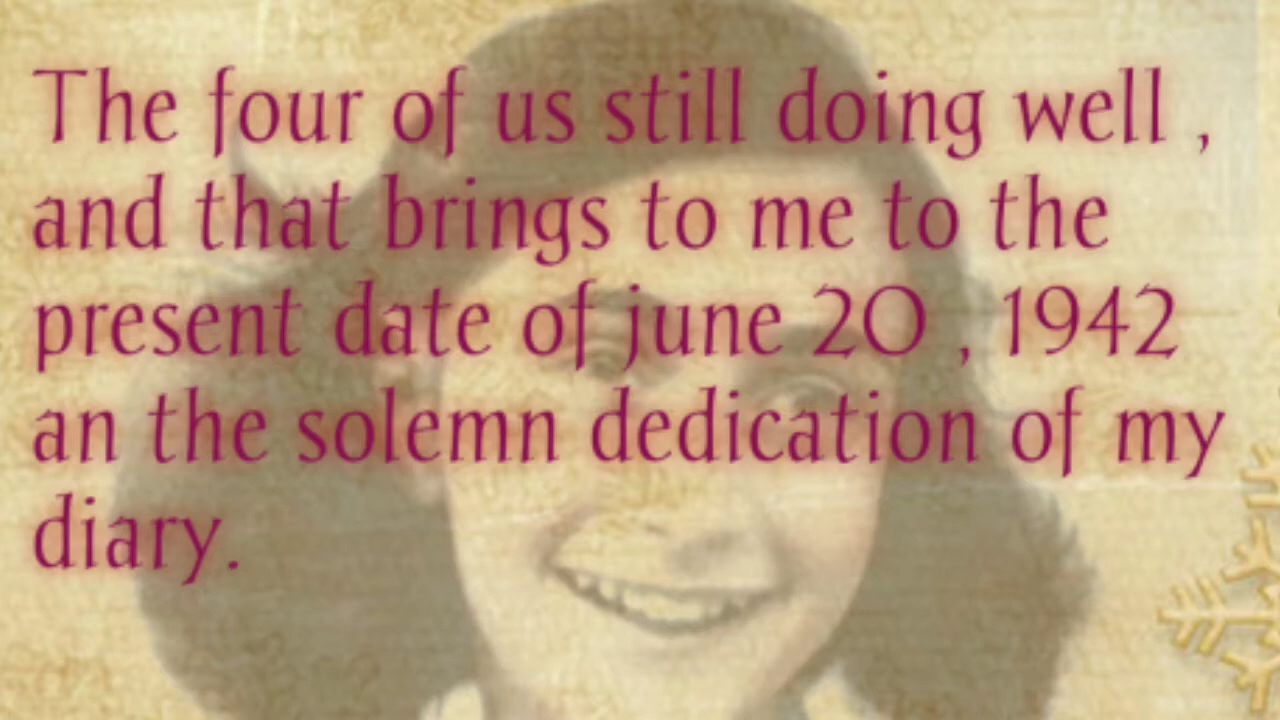 The four of us still doing well ,
and that brings to me to the
present date of june 20 , 1942
an the solemn dedication of my
diary.